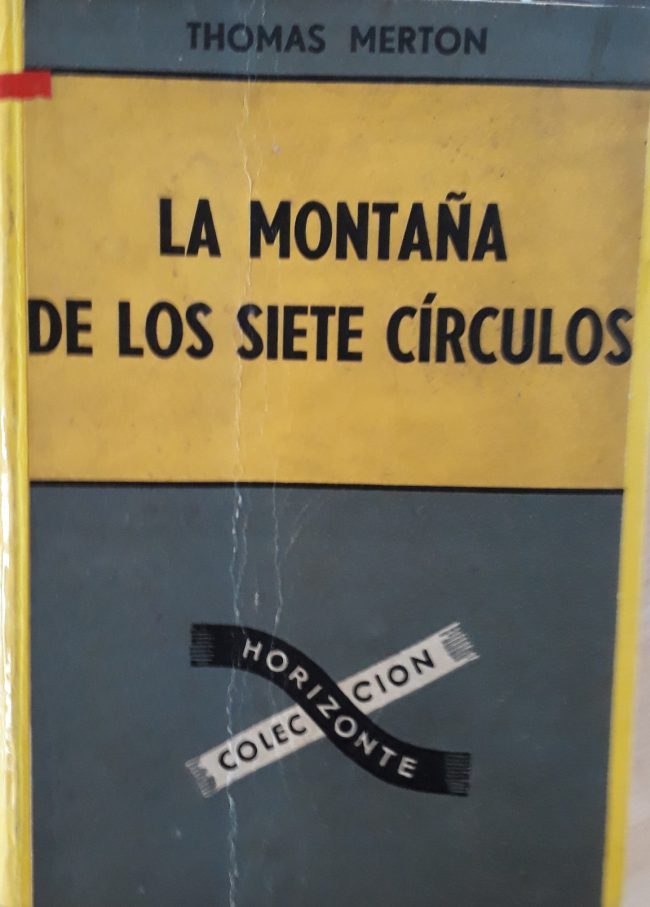 THOMAS MERTON
LA MONTAÑA
DE LOS SIETE CÍRCULOS
COLECCION
HORIZONTE